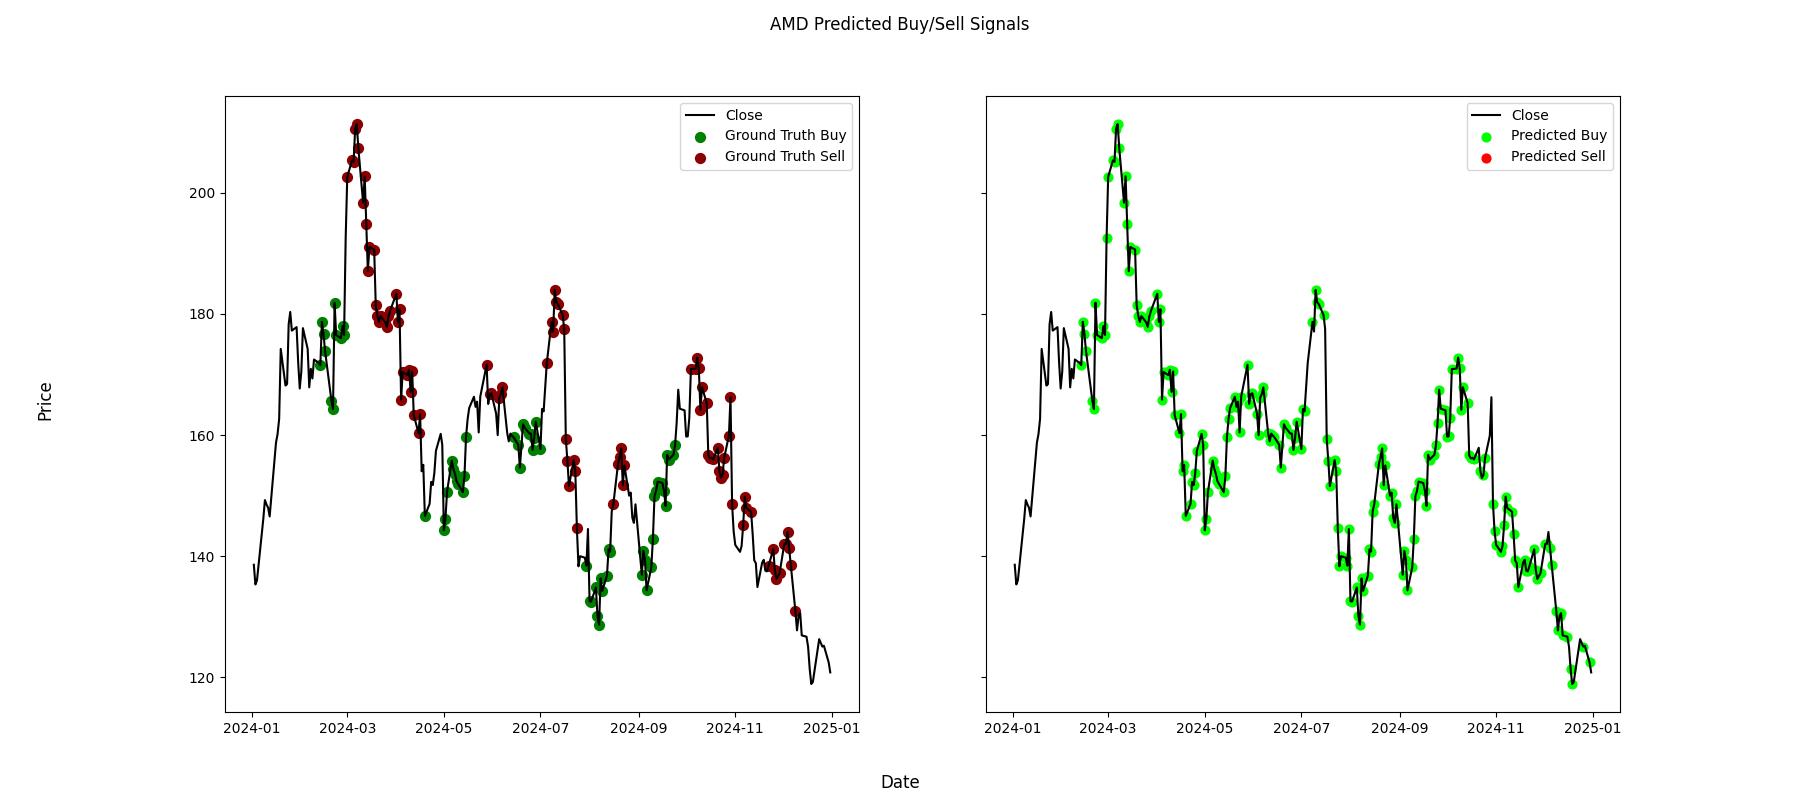 AMD Predicted Buy/Sell Signals
Close
Ground Truth Buy
Ground Truth Sell
Close
Predicted Buy
Predicted Sell
200
180
160
140
120
Price
2024-01 2024-03 2024-05 2024-07 2024-09 2024-11 2025-01
2024-01 2024-03 2024-05 2024-07 2024-09 2024-11 2025-01
Date